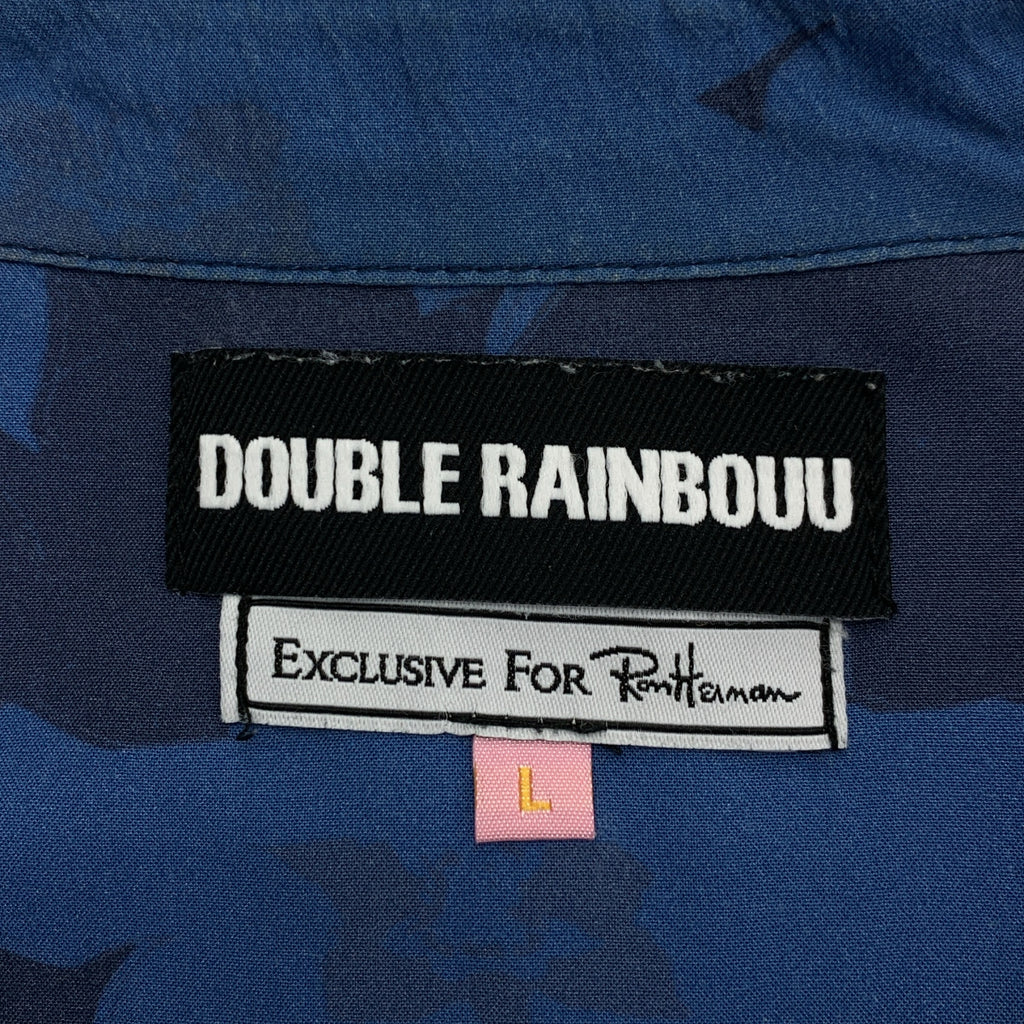 DOUBLE RAINBOUU
EXCLUSIVE FOR Ron Herman
L